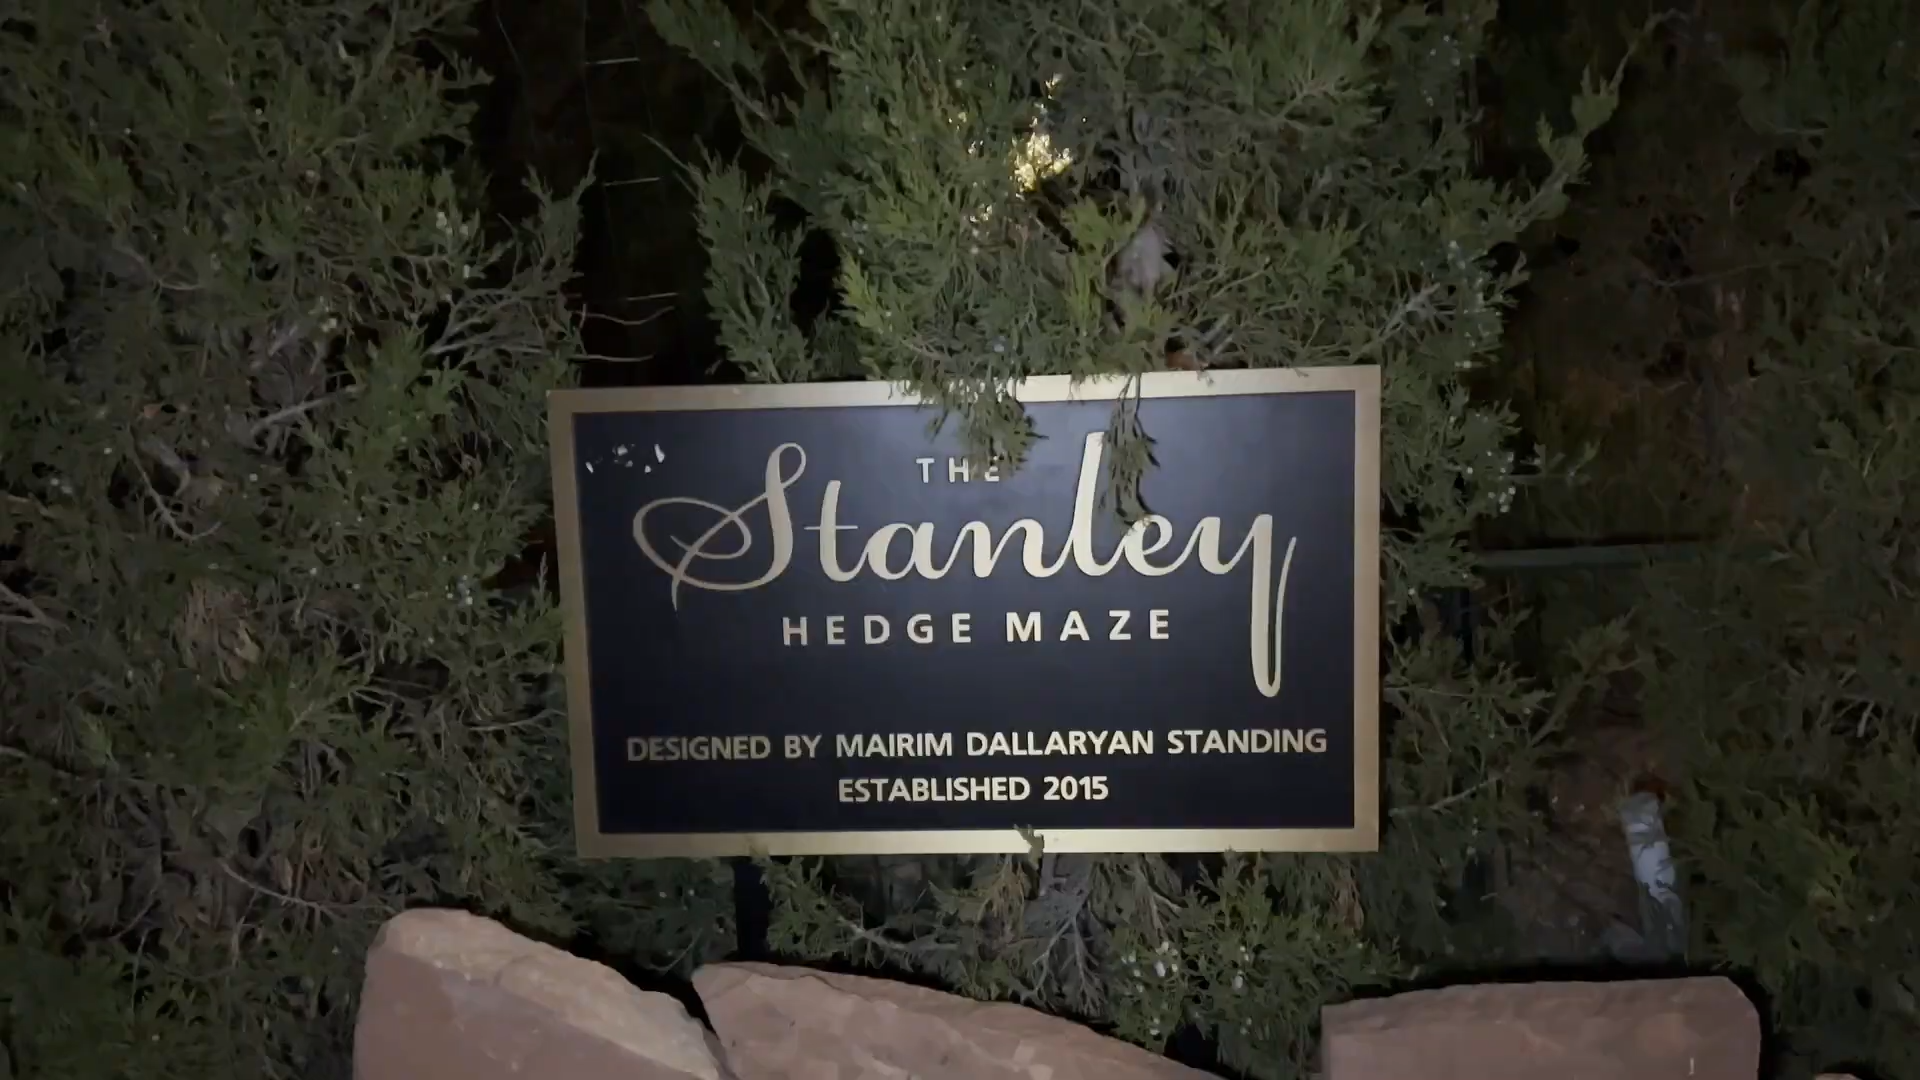 THE
Stanley
HEDGE MAZE
DESIGNED BY MAIRIM DALLARYAN STANDING
ESTABLISHED 2015